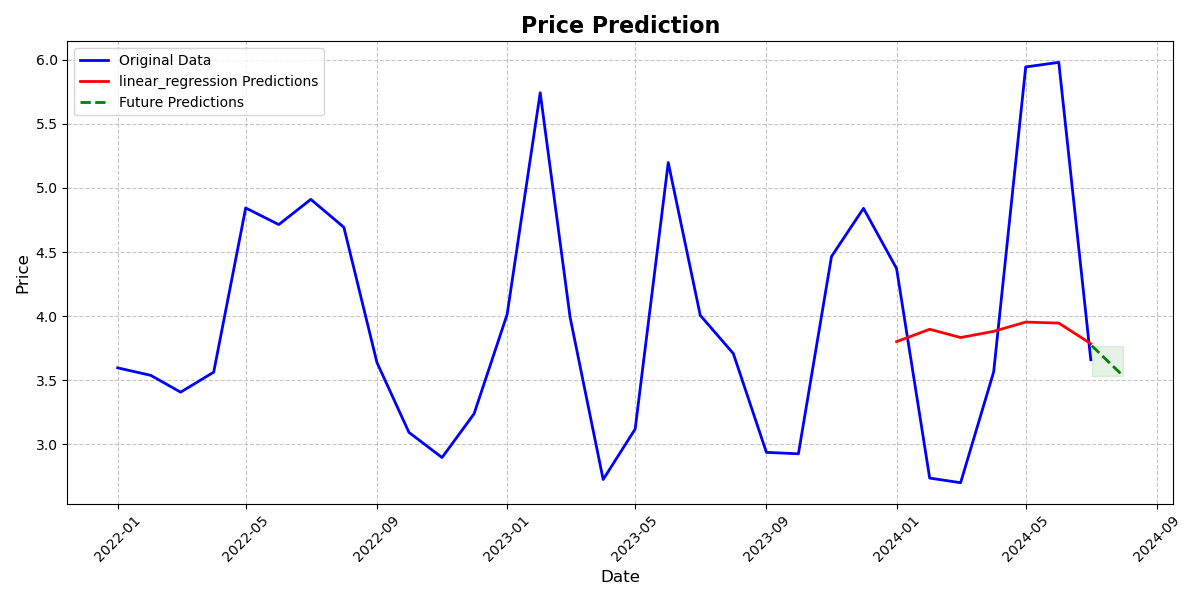 Price Prediction
Original Data
linear_regression Predictions
Future Predictions
Price
6.0
5.5
5.0
4.5
4.0
3.5
3.0
2022-01
2022-05
2022-09
2023-01
2023-05
2023-09
2024-01
2024-05
2024-09
Date